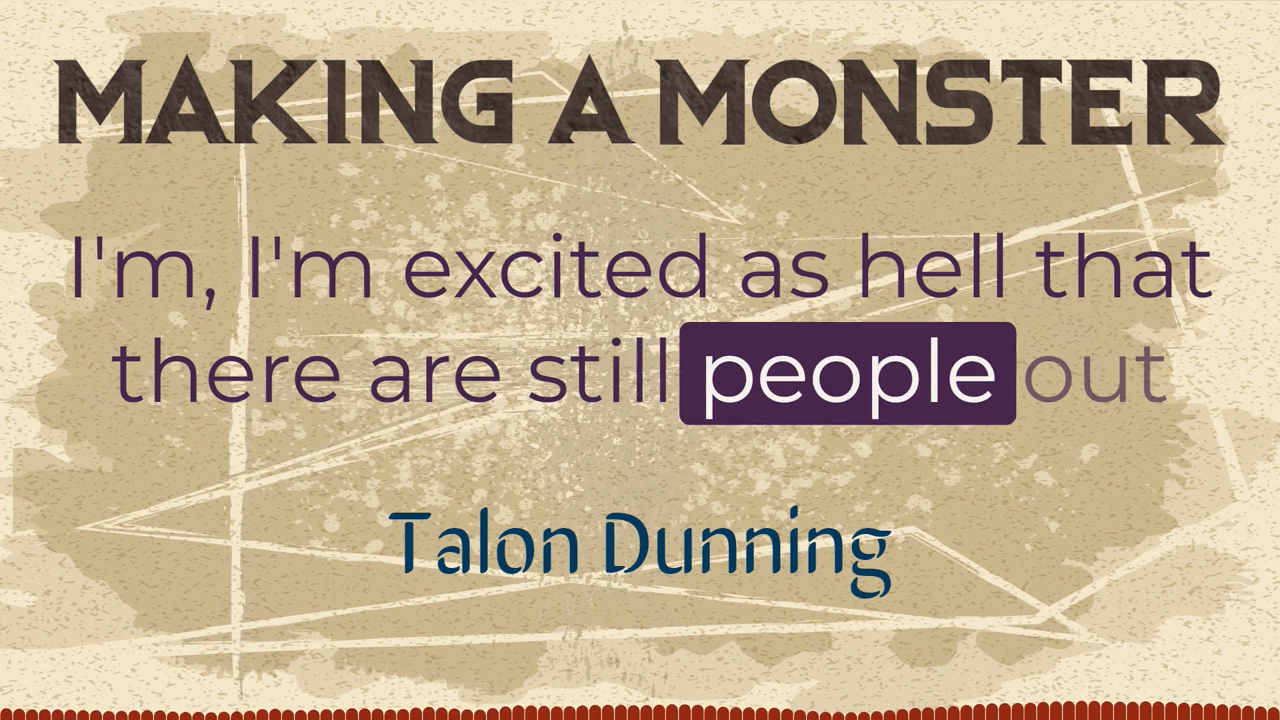 MAKING A MONSTER
I'm, I'm excited as hell that
there are still people out
Talon Dunning